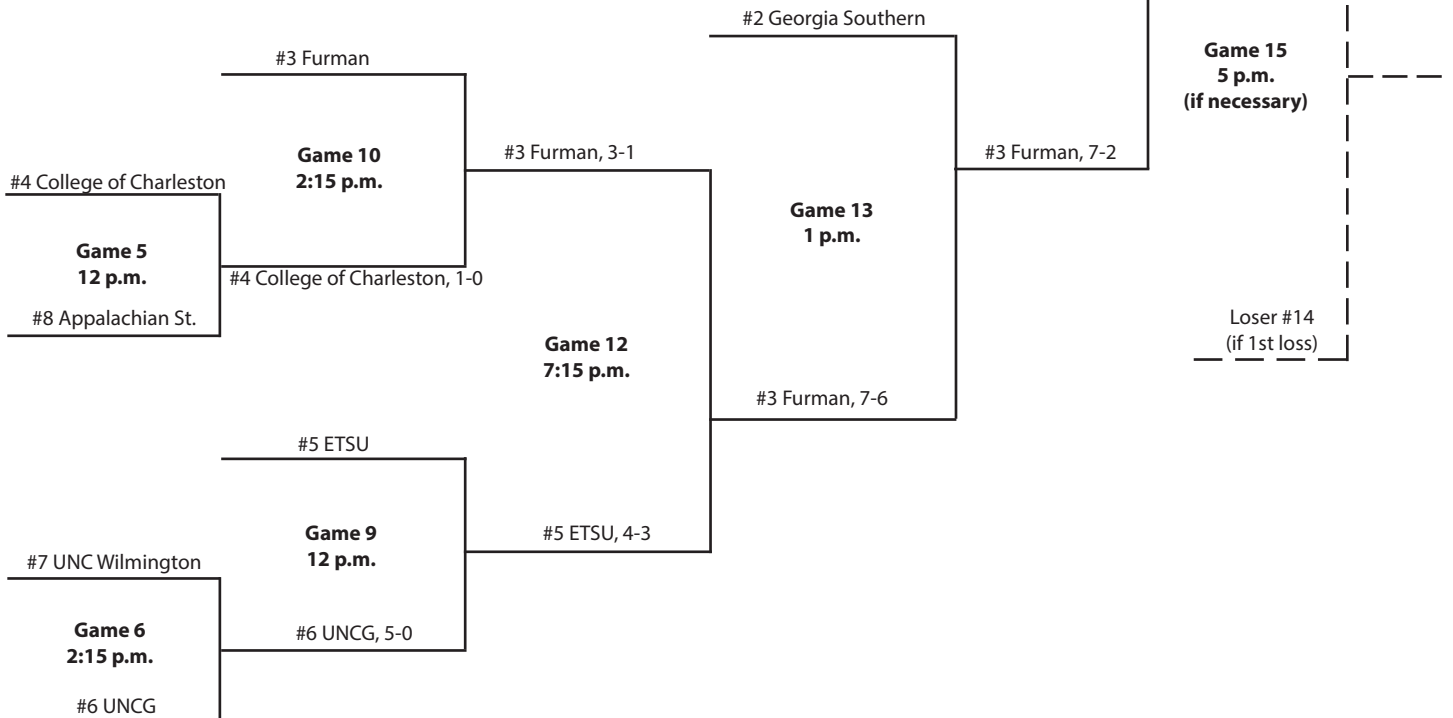 #2 Georgia Southern
#3 Furman
Game 15
5 p.m.
(if necessary)
Game 10
2:15 p.m.
#3 Furman, 3-1
#3 Furman, 7-2
#4 College of Charleston
Game 13
1 p.m.
Game 5
12 p.m.
#4 College of Charleston, 1-0
#8 Appalachian St.
Loser #14
(if 1st loss)
Game 12
7:15 p.m.
#3 Furman, 7-6
#5 ETSU
Game 9
12 p.m.
#5 ETSU, 4-3
#7 UNC Wilmington
Game 6
2:15 p.m.
#6 UNCG, 5-0
#6 UNCG